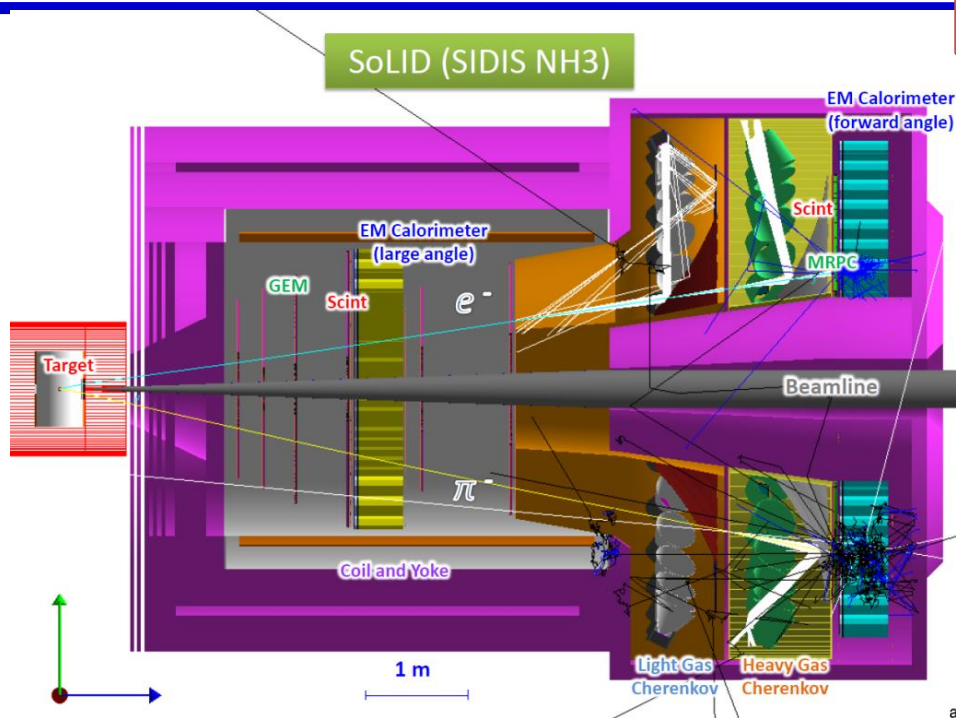 SoLID (SIDIS NH3)
EM Calorimeter
(forward angle)
EM Calorimeter
(large angle)
Scint
GEM
Scint
MRPC
e⁻
Target
Beamline
π⁻
Coil and Yoke
1 m
Light Gas
Cherenkov
Heavy Gas
Cherenkov
a